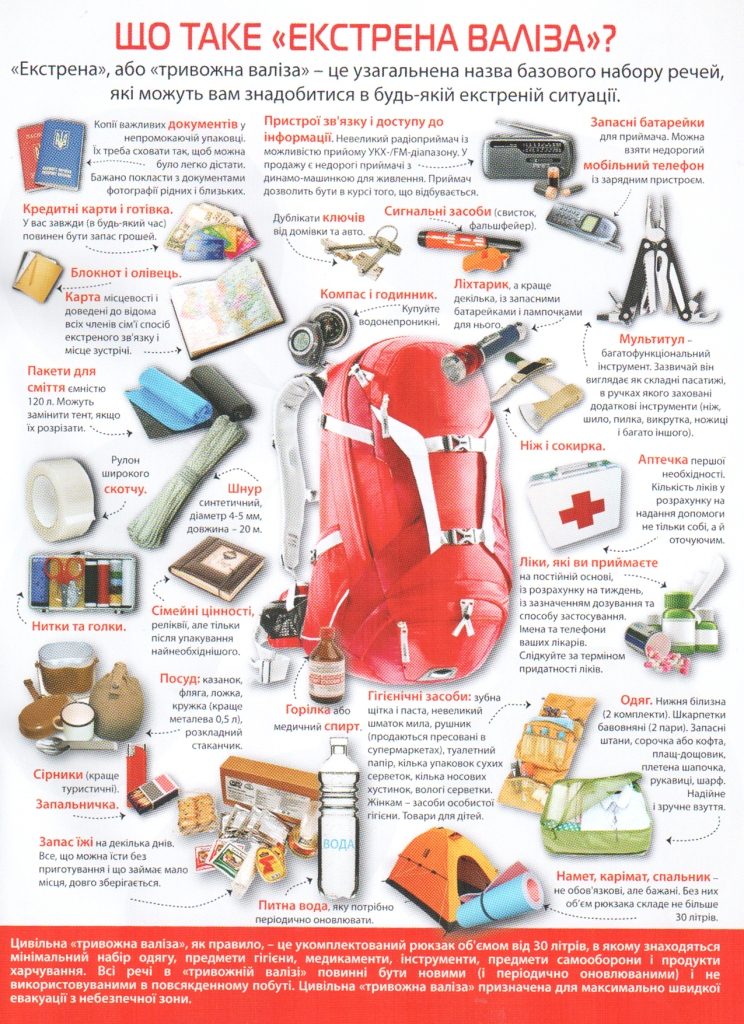 ЩО ТАКЕ «ЕКСТРЕНА ВАЛІЗА»?
«Екстрена», або «тривожна валіза» – це узагальнена назва базового набору речей,
які можуть вам знадобитися в будь-якій екстреній ситуації.
Копії важливих документів у
непромокаючій упаковці.
Їх треба сховати так, щоб можна
було легко дістати.
Бажано покласти з документами
фотографії рідних і близьких.
Пристрої зв'язку і доступу до
інформації. Невеликий радіоприймач із
можливістю прийому УКХ-/FM-діапазону. У
продажу є недорогі приймачі з
динамо-машинкою для живлення. Приймач
дозволить бути в курсі того, що відбувається.
Запасні батарейки
для приймача. Можна
взяти недорогий
мобільний телефон
із зарядним пристроєм.
Кредитні карти і готівка.
У вас завжди (в будь-який час)
повинен бути запас грошей.
Дублікати ключів
від домівки та авто.
Сигнальні засоби (свисток,
фальшфейєр).
Блокнот і олівець.
Карта місцевості і
доведені до відома
всіх членів сім'ї спосіб
екстреного зв'язку і
місце зустрічі.
Компас і годинник.
Купуйте
водонепроникні.
Ліхтарик, а краще
декілька, із запасними
батарейками і лампочками
для нього.
Мультитул –
багатофункціональний
інструмент. Зазвичай він
виглядає як складні пасатижі,
в ручках якого заховані
додаткові інструменти (ніж,
шило, пилка, викрутка, ножиці
і багато іншого).
Пакети для
сміття ємністю
120 л. Можуть
замінити тент, якщо
їх розрізати.
Ніж і сокирка.
Рулон
широкого
скотчу.
Шнур
синтетичний,
діаметр 4-5 мм,
довжина – 20 м.
Аптечка першої
необхідності.
Кількість ліків у
розрахунку на
надання допомоги
не тільки собі, а й
оточуючим.
Нитки та голки.
Сімейні цінності,
реліквії, але тільки
після упакування
найнеобхіднішого.
Ліки, які ви приймаєте
на постійній основі,
із розрахунку на тиждень,
із зазначенням дозування та
способу застосування.
Імена та телефони
ваших лікарів.
Слідкуйте за терміном
придатності ліків.
Посуд: казанок,
фляга, ложка,
кружка (краще
металева 0,5 л),
розкладний
стаканчик.
Горілка або
медичний спирт.
Гігієнічні засоби: зубна
щітка і паста, невеликий
шматок мила, рушник
(продаються пресовані в
супермаркетах), туалетний
папір, кілька упаковок сухих
серветок, кілька носових
хустинок, вологі серветки.
Жінкам – засоби особистої
гігієни. Товари для дітей.
Одяг. Нижня білизна
(2 комплекти). Шкарпетки
бавовняні (2 пари). Запасні
штани, сорочка або кофта,
плащ-дощовик,
плетена шапочка,
рукавиці, шарф.
Надійне
і зручне взуття.
Сірники (краще
туристичні).
Запальничка.
Запас їжі на декілька днів.
Все, що можна їсти без
приготування і що займає мало
місця, довго зберігається.
ВОДА
Питна вода, яку потрібно
періодично оновлювати.
Намет, карімат, спальник –
не обов'язкові, але бажані. Без них
об'єм рюкзака складе не більше
30 літрів.
Цивільна «тривожна валіза», як правило, – це укомплектований рюкзак об'ємом від 30 літрів, в якому знаходяться
мінімальний набір одягу, предмети гігієни, медикаменти, інструменти, предмети самооборони і продукти
харчування. Всі речі в «тривожній валізі» повинні бути новими (і періодично оновлюваними) і не
використовуваними в повсякденному побуті. Цивільна «тривожна валіза» призначена для максимально швидкої
евакуації з небезпечної зони.